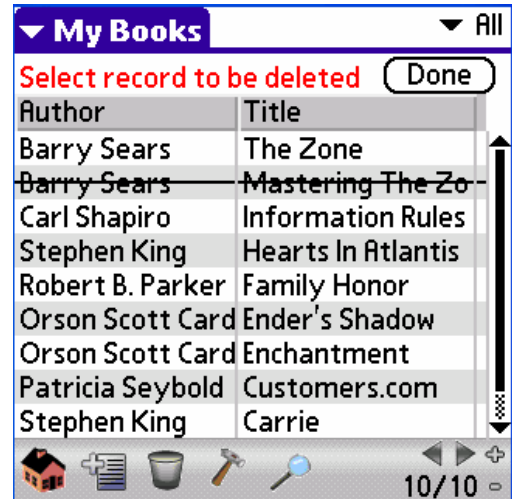 My Books All
Select record to be deleted Done
Author Title
Barry Sears The Zone
Barry Sears Mastering The Zo
Carl Shapiro Information Rules
Stephen King Hearts In Atlantis
Robert B. Parker Family Honor
Orson Scott Card Ender's Shadow
Orson Scott Card Enchantment
Patricia Seybold Customers.com
Stephen King Carrie
10/10